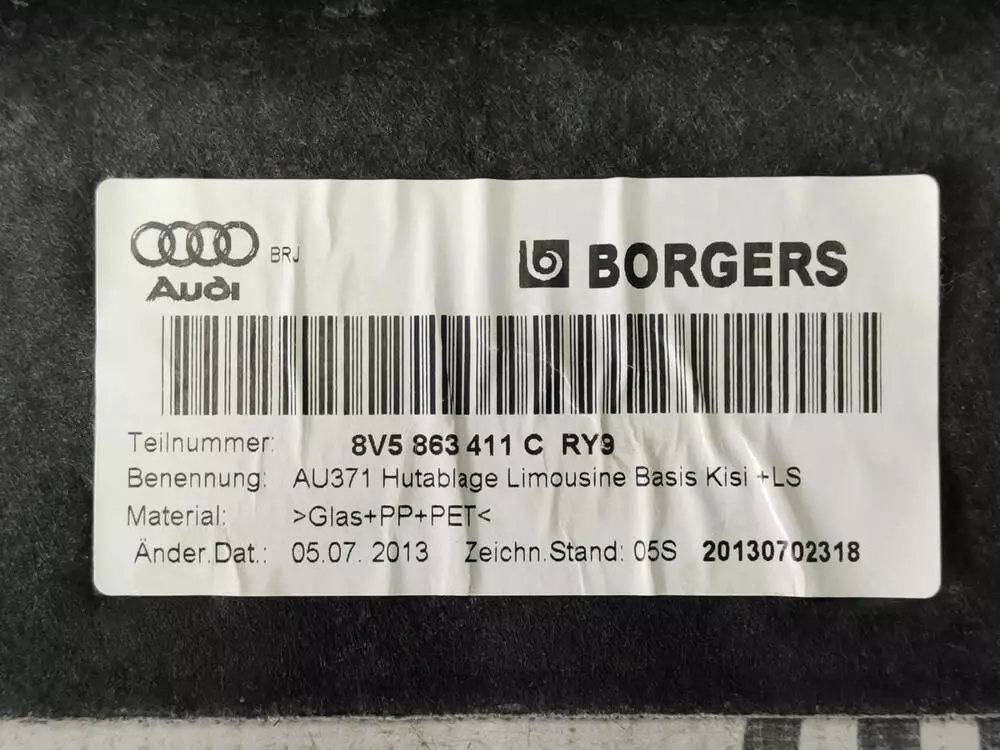 BRJ
Audi
BORGERS
Teilnummer: 8V5 863 411 C RY9
Benennung: AU371 Hutablage Limousine Basis Kisi +LS
Material: >Glas+PP+PET<
Änder.Dat.: 05.07. 2013 Zeichn.Stand: 05S 20130702318